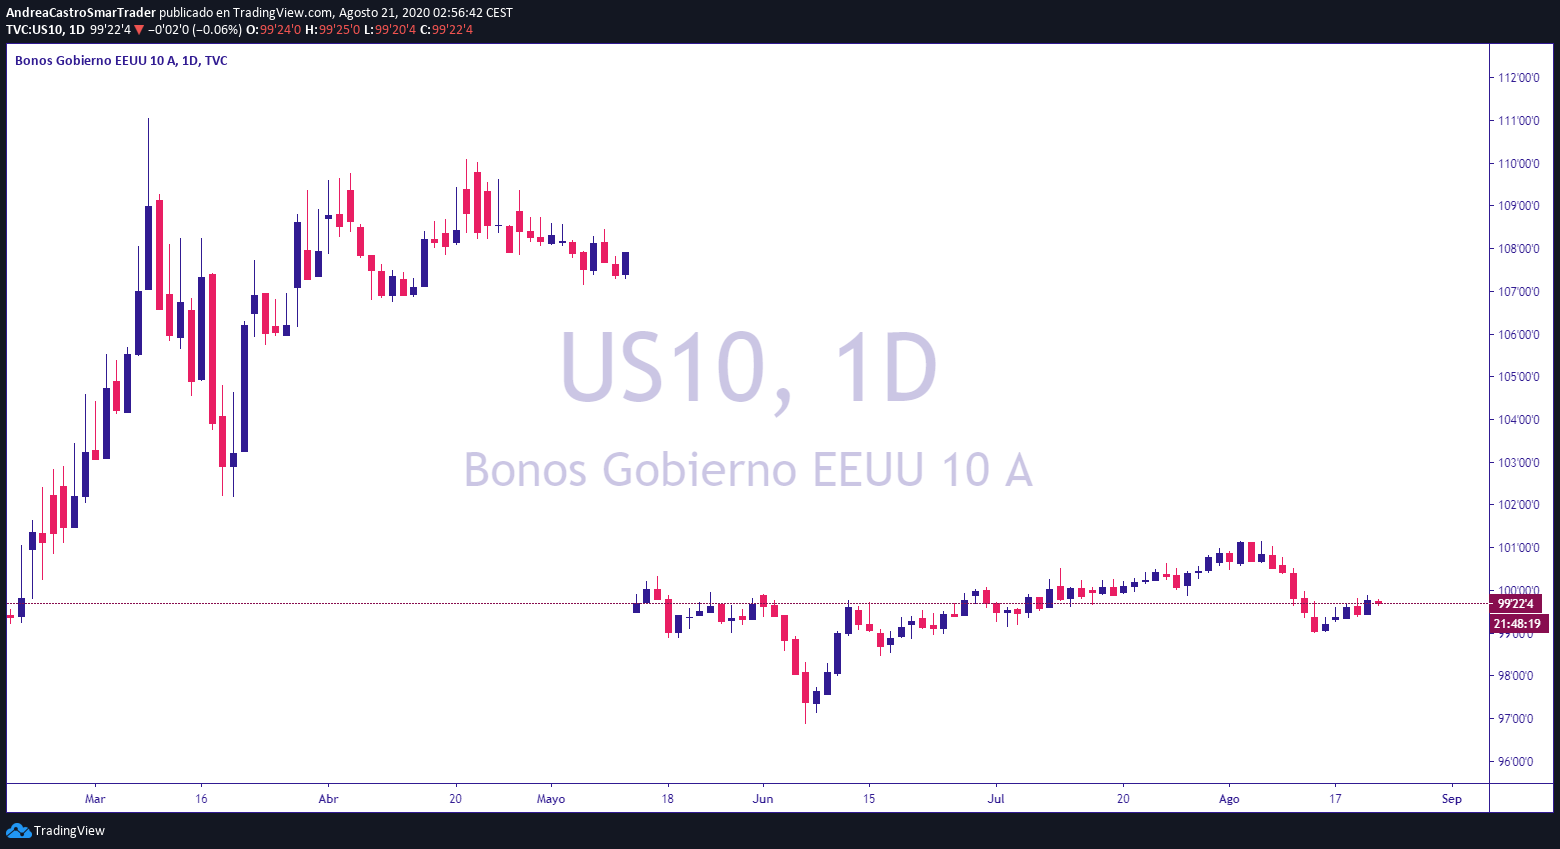 AndreaCastroSmarTrader publicado en TradingView.com, Agosto 21, 2020 02:56:42 CEST
TVC:US10, 1D 99'22'4 ▼ −0'02'0 (−0.06%) O:99'24'0 H:99'25'0 L:99'20'4 C:99'22'4
Bonos Gobierno EEUU 10 A, 1D, TVC
112'00'0
111'00'0
110'00'0
109'00'0
108'00'0
107'00'0
106'00'0
105'00'0
104'00'0
103'00'0
102'00'0
101'00'0
100'00'0
99'22'4
21:48:19
99'00'0
98'00'0
97'00'0
96'00'0
US10, 1D
Bonos Gobierno EEUU 10 A
Mar 16 Abr 20 Mayo 18 Jun 15 Jul 20 Ago 17 Sep
TradingView